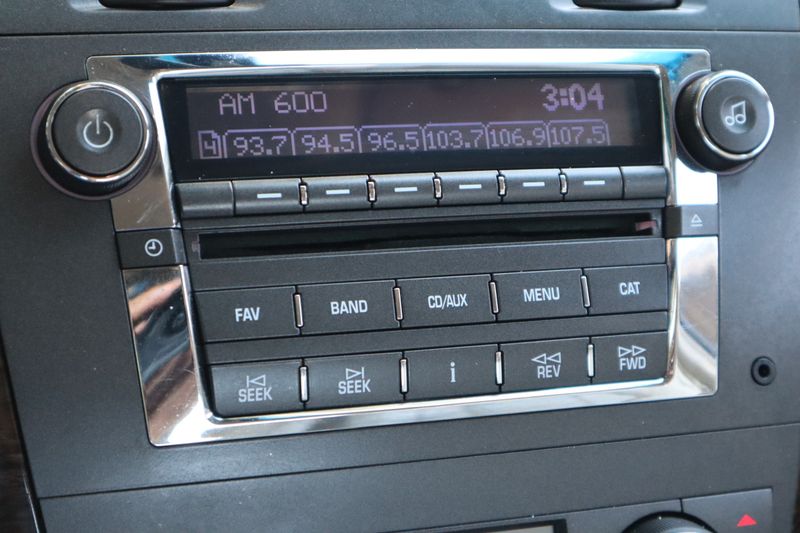 AM 600 3:04
4 93.7 94.5 96.5 103.7 106.9 107.5
FAV BAND CD/AUX MENU CAT
SEEK SEEK i REV FWD